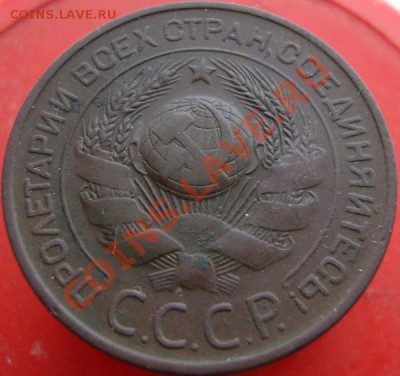 COINS.LAVE.RU
ПРОЛЕТАРИИ ВСЕХ СТРАН, СОЕДИНЯЙТЕСЬ!
С.С.С.Р.
COINS.LAVE.RU